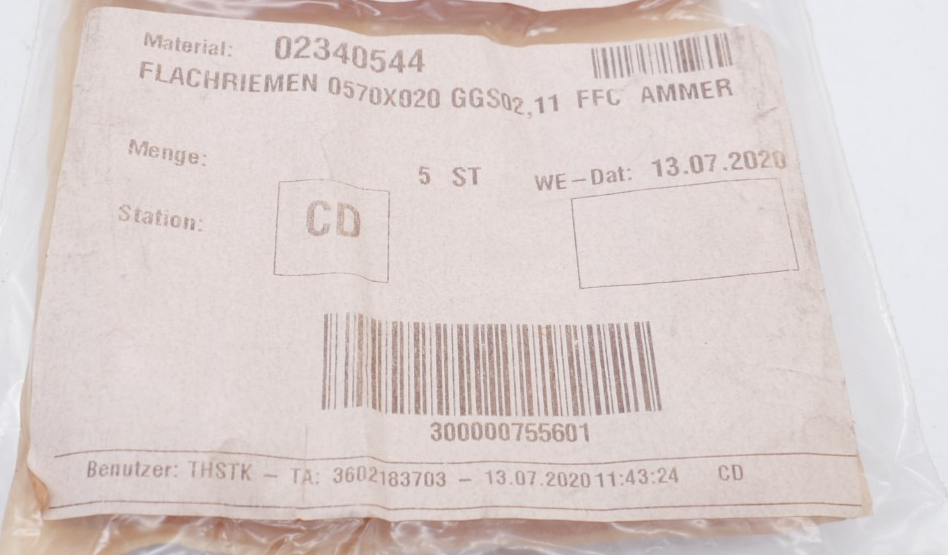 Material: 02340544
FLACHRIEMEN 0570X020 GGS02,11 FFC AMMER
Menge: 5 ST WE-Dat: 13.07.2020
Station: CD
300000755601
Benutzer: THSTK - TA: 3602183703 - 13.07.2020 11:43:24 CD